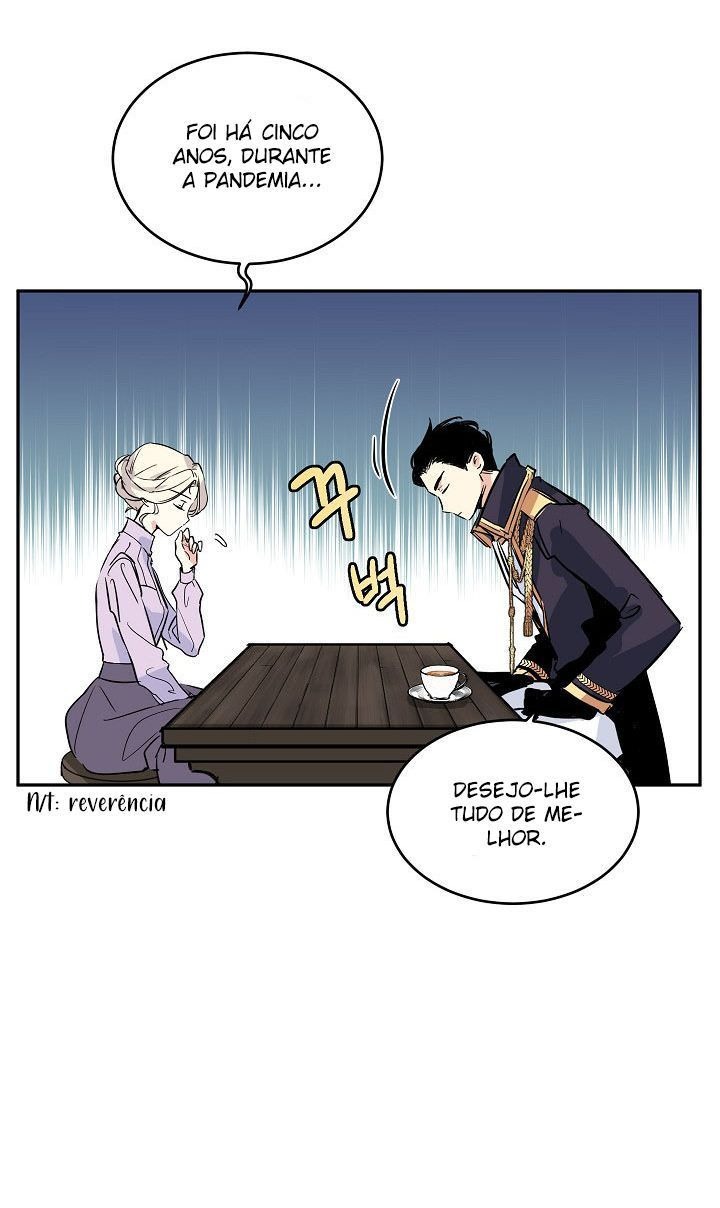 FOI HÁ CINCO
ANOS, DURANTE
A PANDEMIA...
꾸
벅
N/T: reverência
DESEJO-LHE
TUDO DE ME-
LHOR.